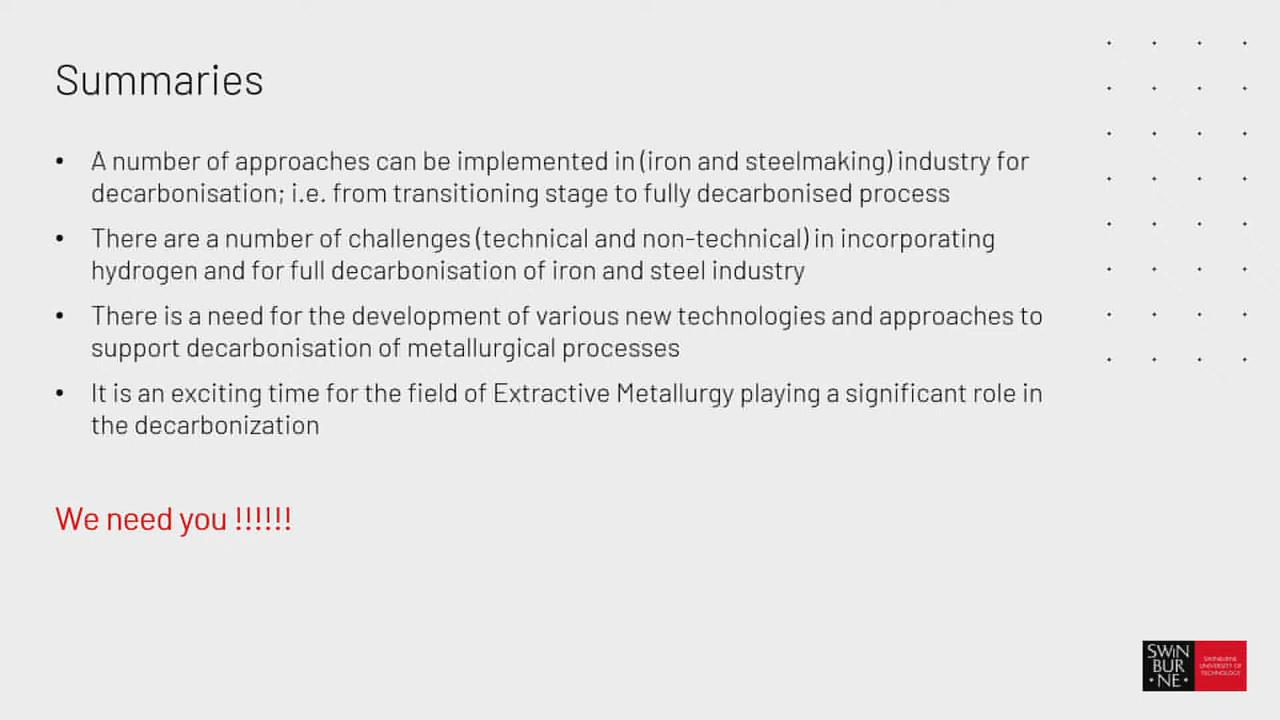 Summaries
• A number of approaches can be implemented in (iron and steelmaking) industry for
decarbonisation; i.e. from transitioning stage to fully decarbonised process
• There are a number of challenges (technical and non-technical) in incorporating
hydrogen and for full decarbonisation of iron and steel industry
• There is a need for the development of various new technologies and approaches to
support decarbonisation of metallurgical processes
• It is an exciting time for the field of Extractive Metallurgy playing a significant role in
the decarbonization
We need you !!!!!!
SWIN
BUR
• NE •
SWINBURNE
UNIVERSITY OF
TECHNOLOGY